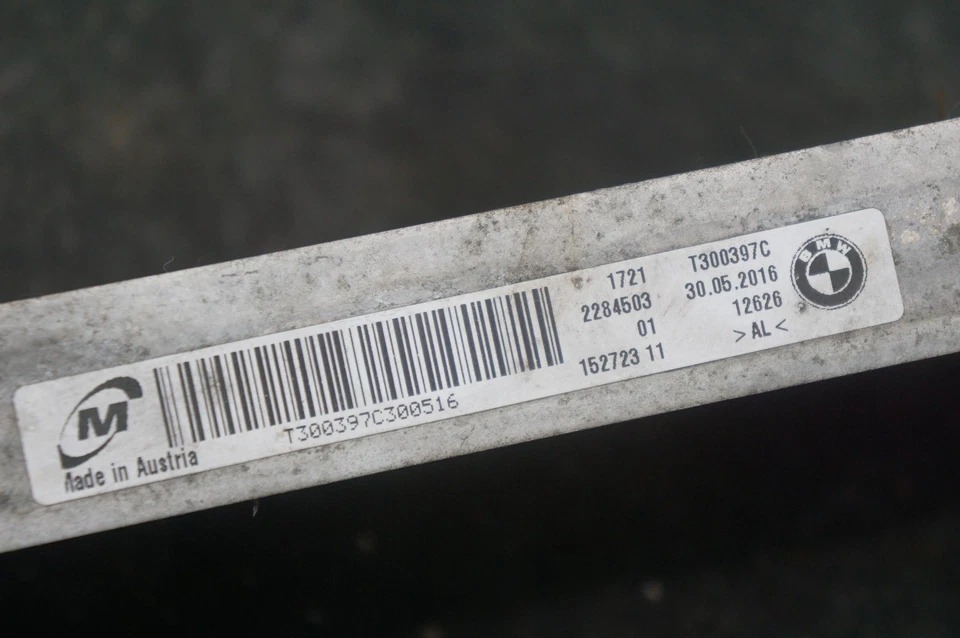 M
Made in Austria
T300397C300516
1721
2284503
01
152723 11
T300397C
30.05.2016
12626
>AL<
BMW